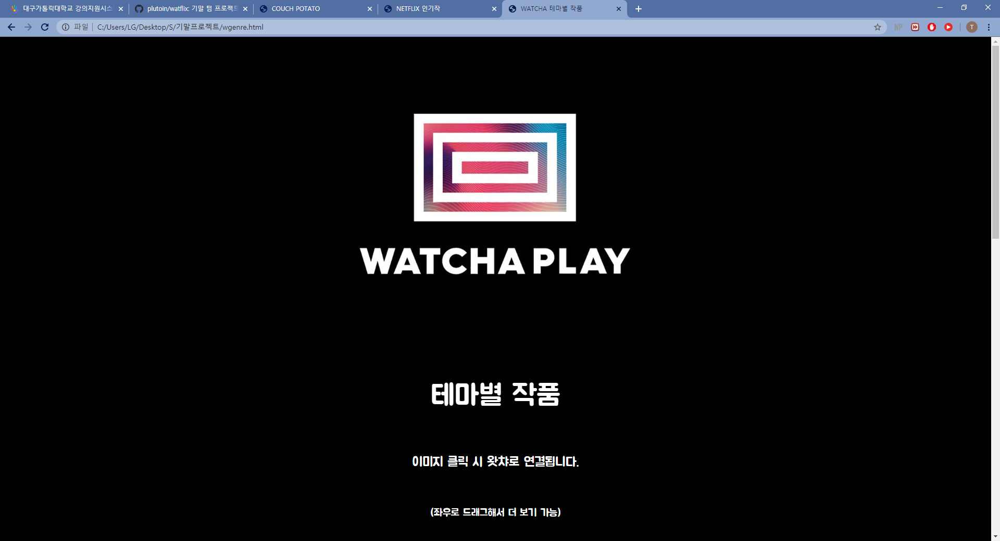 대구가톨릭대학교 강의지원시스
plutoin/watflix: 기말 텀 프로젝트
COUCH POTATO
NETFLIX 인기작
WATCHA 테마별 작품
파일
C:/Users/LG/Desktop/S/기말프로젝트/wgenre.html
NP
T
WATCHA PLAY
테마별 작품
이미지 클릭 시 왓챠로 연결됩니다.
(좌우로 드래그해서 더 보기 가능)